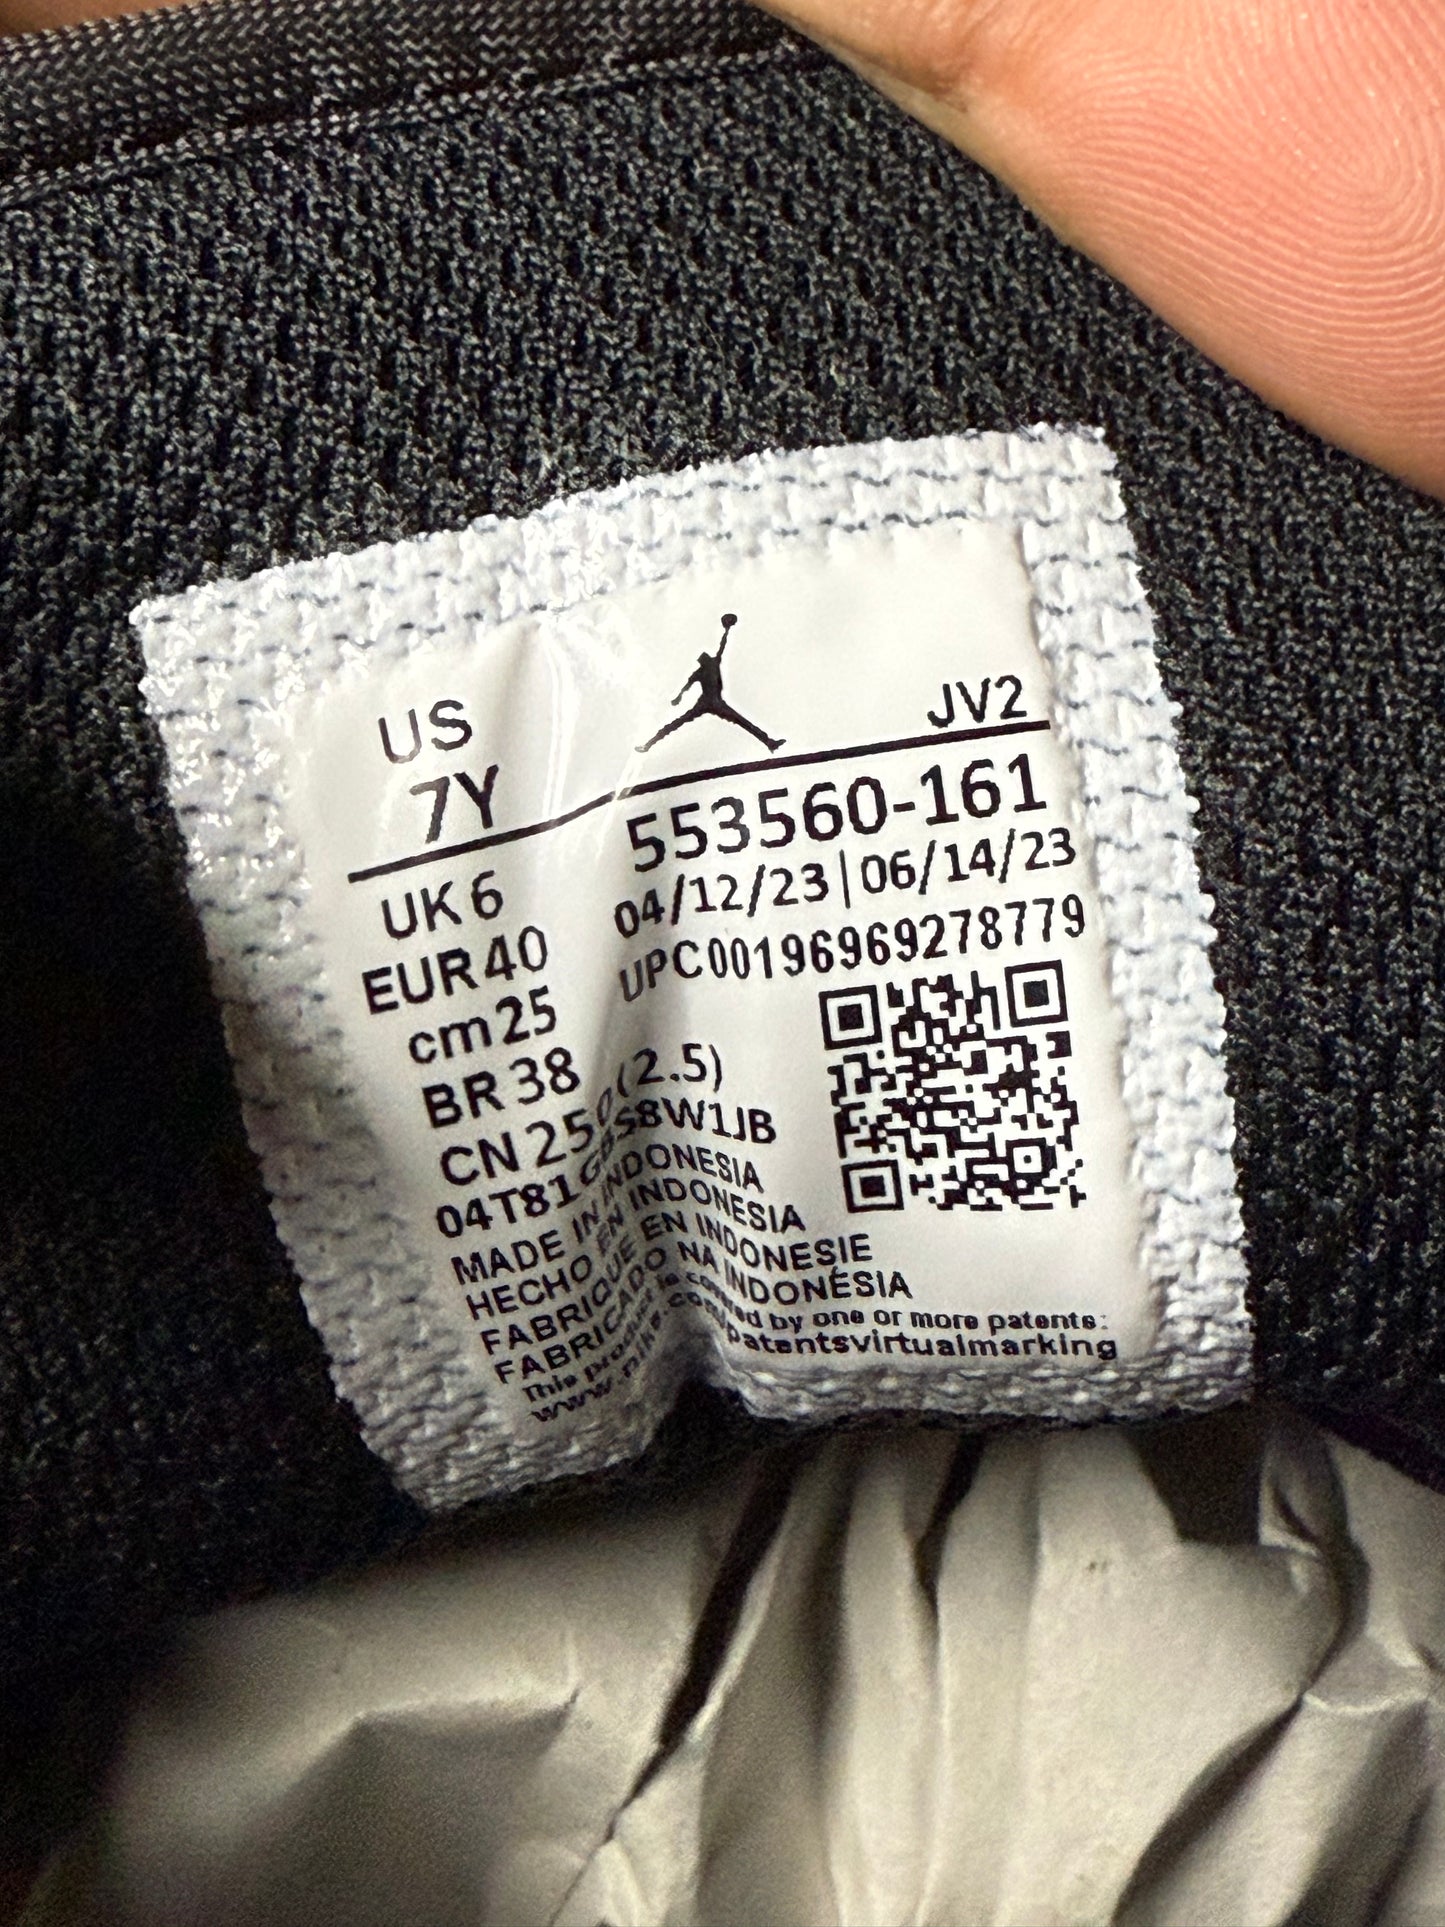 US
7Y
JV2
UK 6
EUR 40
cm 25
BR 38
CN 250 (2.5)
553560-161
04/12/23|06/14/23
UPC00196969278779
MADE IN INDONESIA
HECHO EN INDONESIA
FABRIQUE EN INDONESIE
FABRICADO NA INDONÉSIA
This product is covered by one or more patents:
www.nike.com/patentsvirtualmarking